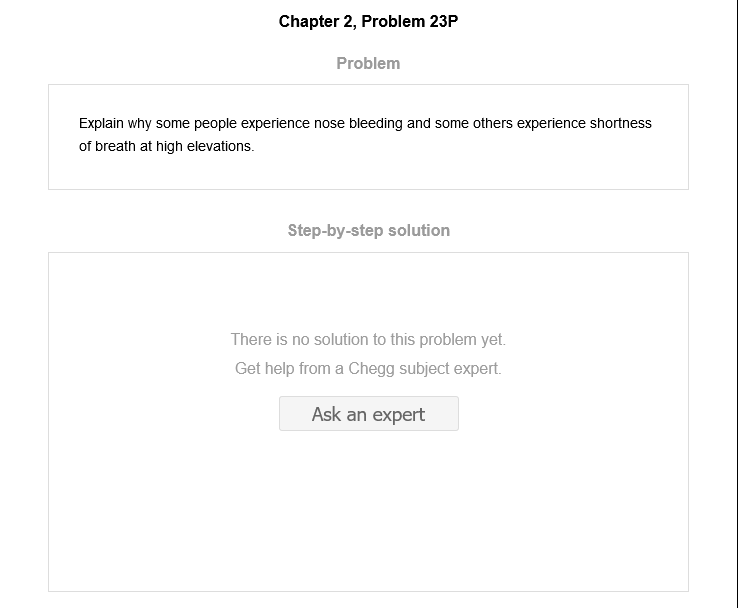 Chapter 2, Problem 23P
Problem
Explain why some people experience nose bleeding and some others experience shortness
of breath at high elevations.
Step-by-step solution
There is no solution to this problem yet.
Get help from a Chegg subject expert.
Ask an expert